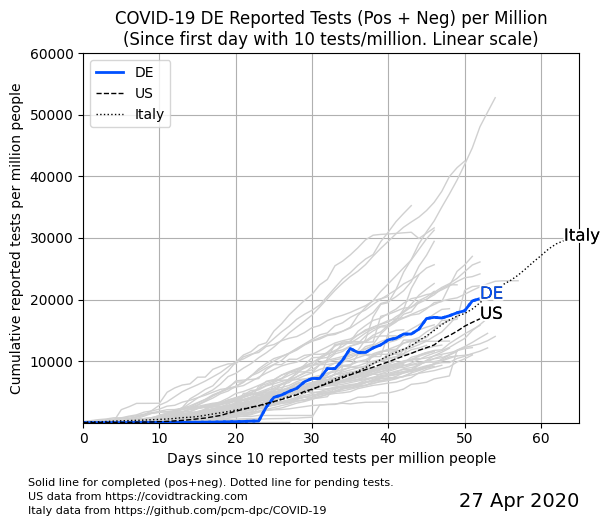 COVID-19 DE Reported Tests (Pos + Neg) per Million
(Since first day with 10 tests/million. Linear scale)
60000
50000
40000
30000
20000
10000
Cumulative reported tests per million people
DE
US
Italy
Italy
DE
US
0 10 20 30 40 50 60
Days since 10 reported tests per million people
Solid line for completed (pos+neg). Dotted line for pending tests.
US data from https://covidtracking.com
Italy data from https://github.com/pcm-dpc/COVID-19
27 Apr 2020